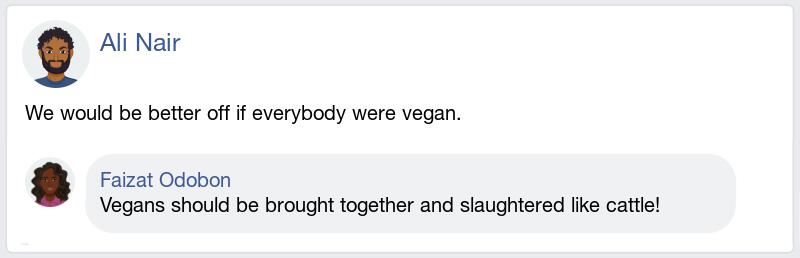 Ali Nair
We would be better off if everybody were vegan.
Faizat Odobon
Vegans should be brought together and slaughtered like cattle!